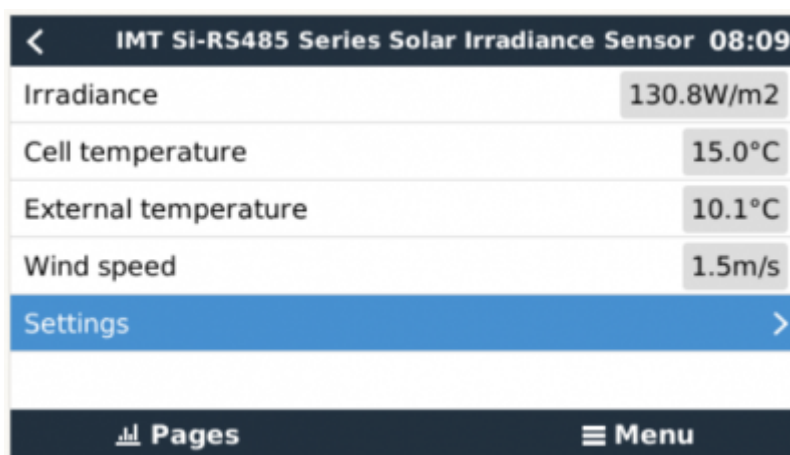 IMT Si-RS485 Series Solar Irradiance Sensor 08:09
Irradiance 130.8W/m2
Cell temperature 15.0°C
External temperature 10.1°C
Wind speed 1.5m/s
Settings
Pages Menu